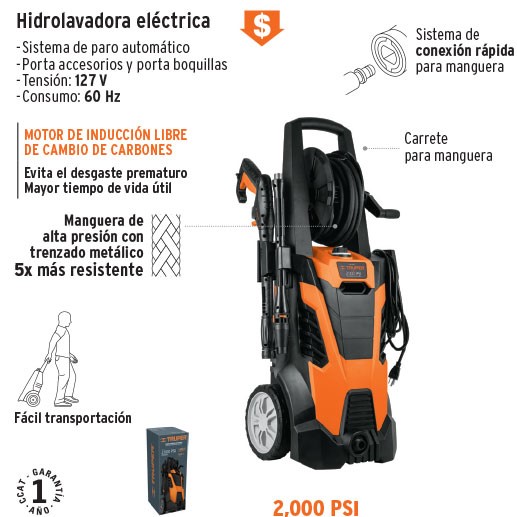 Hidrolavadora eléctrica
-Sistema de paro automático
-Porta accesorios y porta boquillas
-Tensión: 127 V
-Consumo: 60 Hz
MOTOR DE INDUCCIÓN LIBRE
DE CAMBIO DE CARBONES
Evita el desgaste prematuro
Mayor tiempo de vida útil
Manguera de
alta presión con
trenzado metálico
5x más resistente
$
Sistema de
conexión rápida
para manguera
Carrete
para manguera
TRUPER
Fácil transportación
TRUPER
CCAT · GARANTÍA
1
· AÑO ·
2,000 PSI